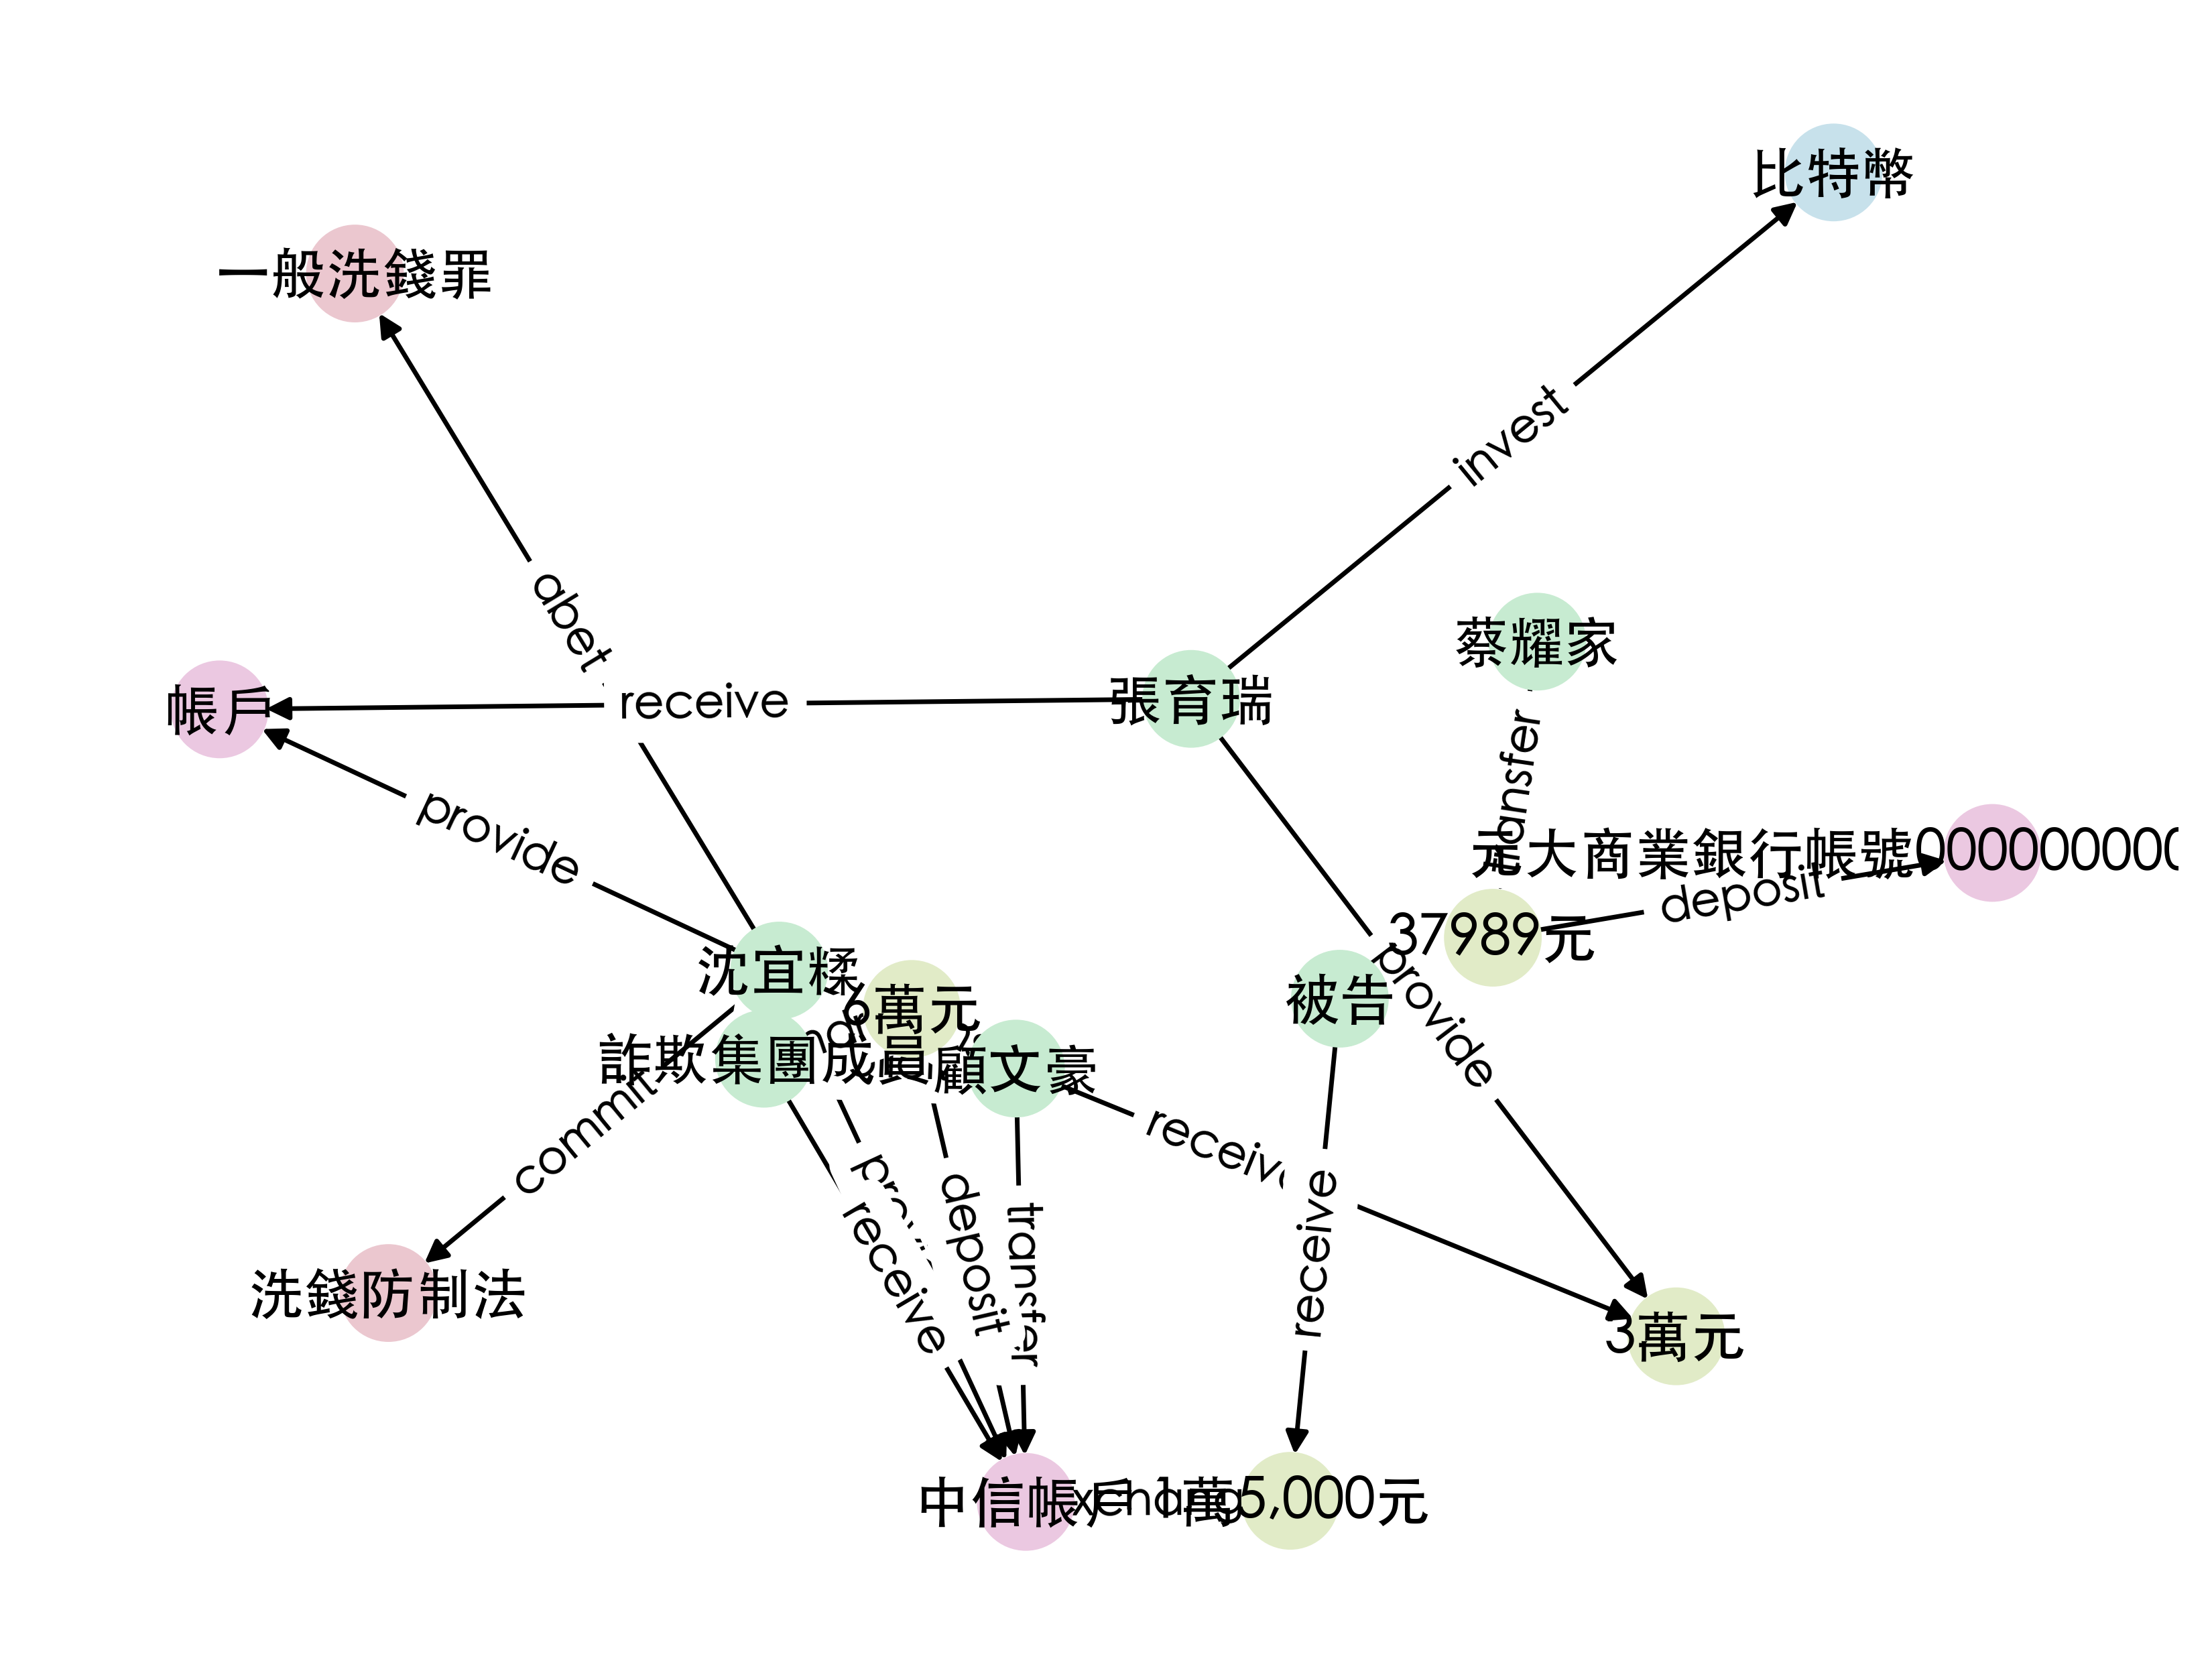 比特幣
一般洗錢罪
invest
abet
蔡耀家
帳戶
receive
張育瑞
transfer
provide
元大商業銀行帳號000000000
deposit
37989元
沈宜糅
6萬元
被告
provide
詐欺集團成員
顧文豪
commit
receive
receive
deposit
transfer
receive
洗錢防制法
3萬元
中信帳戶
1萬5,000元